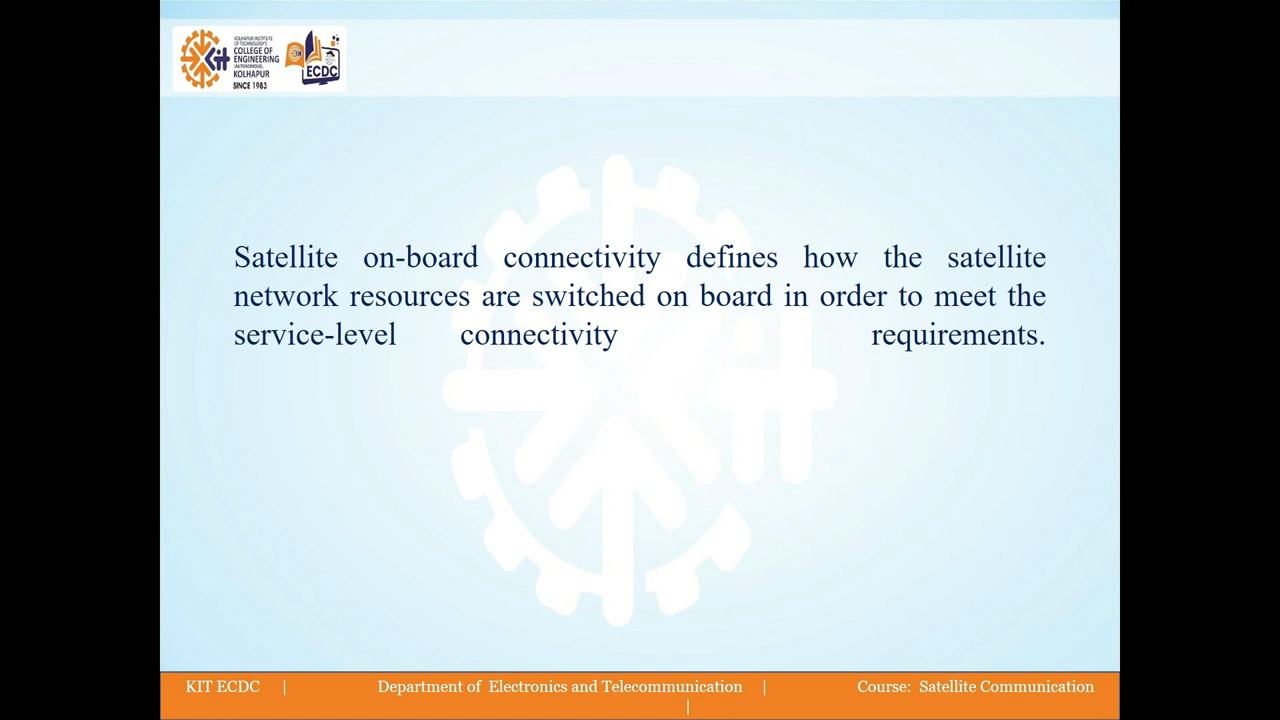 KOLHAPUR INSTITUTE
OF TECHNOLOGY'S
COLLEGE OF
ENGINEERING
(AUTONOMOUS),
KOLHAPUR
SINCE 1983
Kit
ECDC
Satellite on-board connectivity defines how the satellite
network resources are switched on board in order to meet the
service-level connectivity requirements.
KIT ECDC | Department of Electronics and Telecommunication | Course: Satellite Communication
|